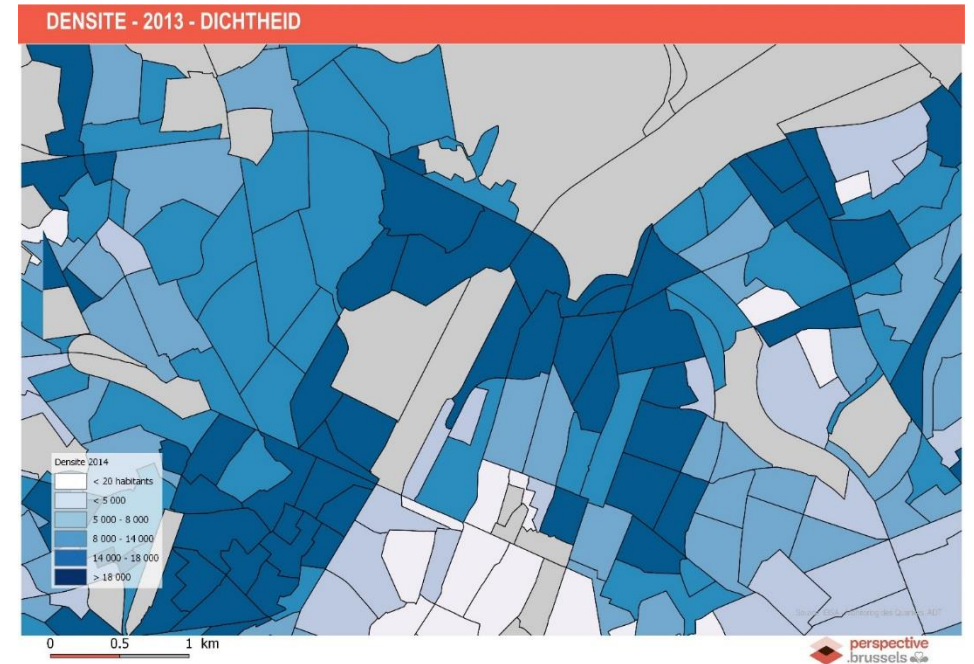 DENSITE - 2013 - DICHTHEID
Densite 2014
< 20 habitants
< 5 000
5 000 - 8 000
8 000 - 14 000
14 000 - 18 000
> 18 000
0 0.5 1 km
perspective
.brussels